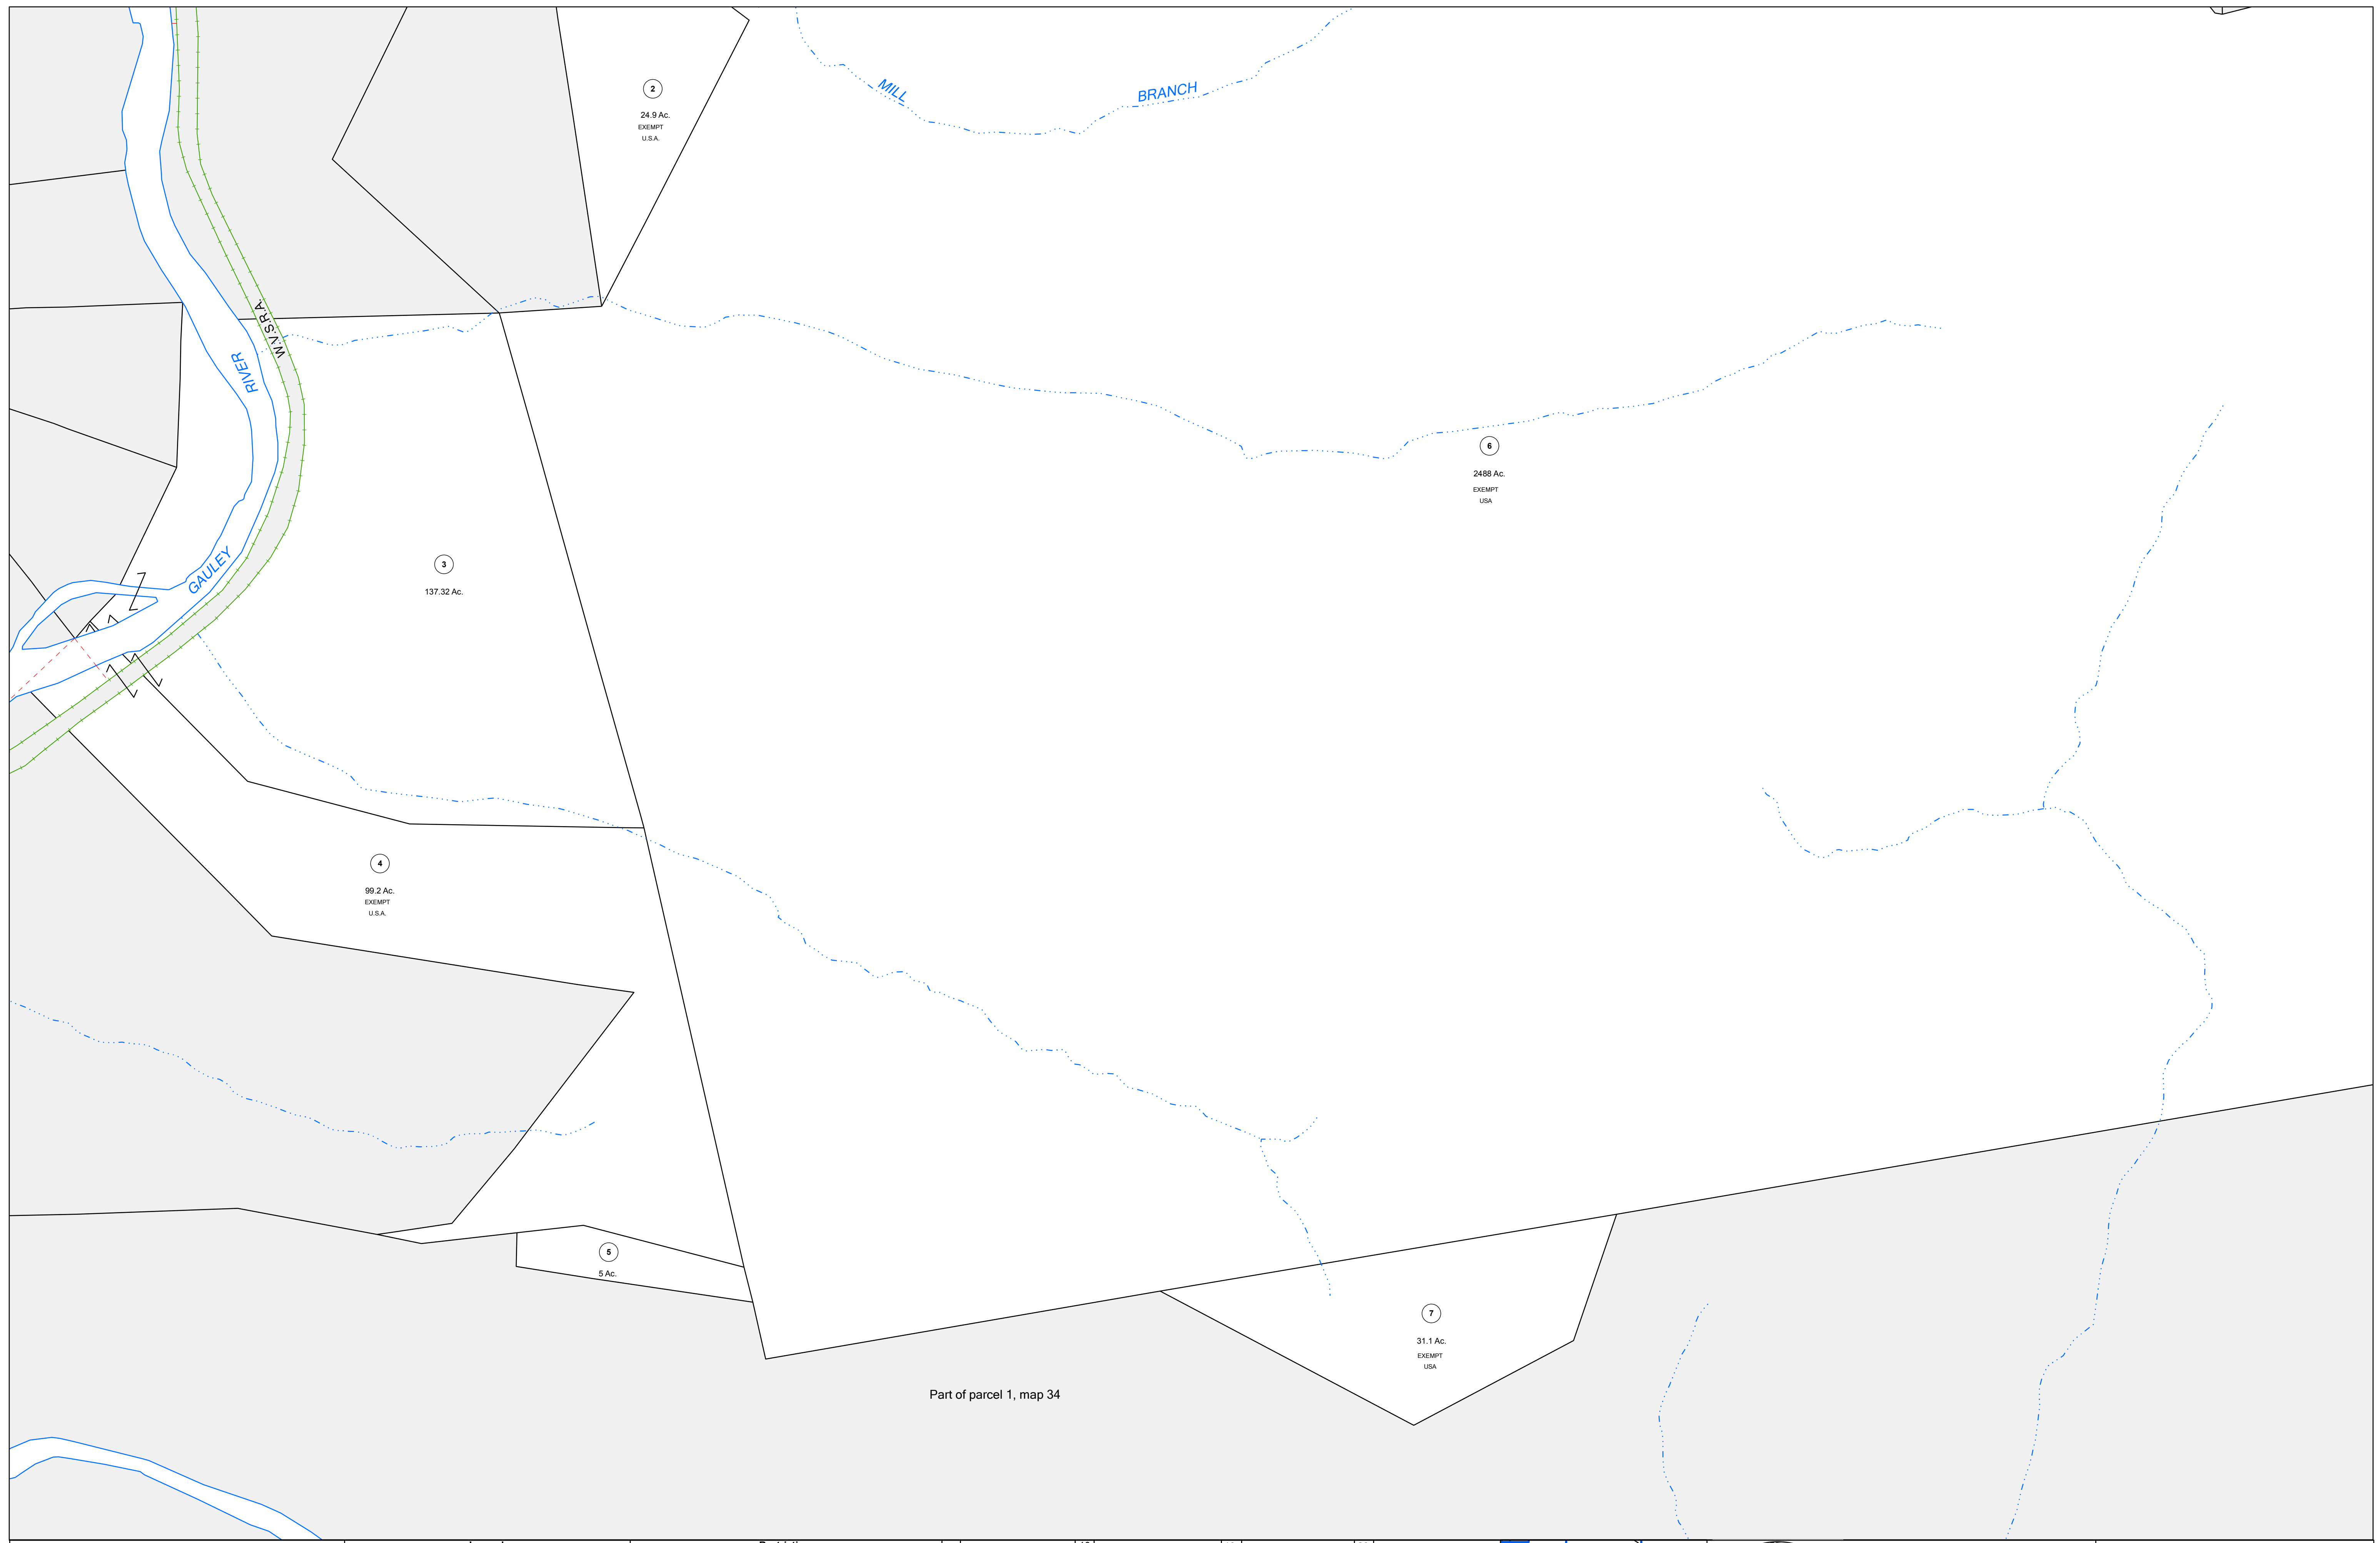 MILL
BRANCH
2
24.9 Ac.
EXEMPT
U.S.A.
W.V.S.R.A.
RIVER
6
2488 Ac.
EXEMPT
USA
GAULEY
3
137.32 Ac.
4
99.2 Ac.
EXEMPT
U.S.A.
5
5 Ac.
7
31.1 Ac.
EXEMPT
USA
Part of parcel 1, map 34